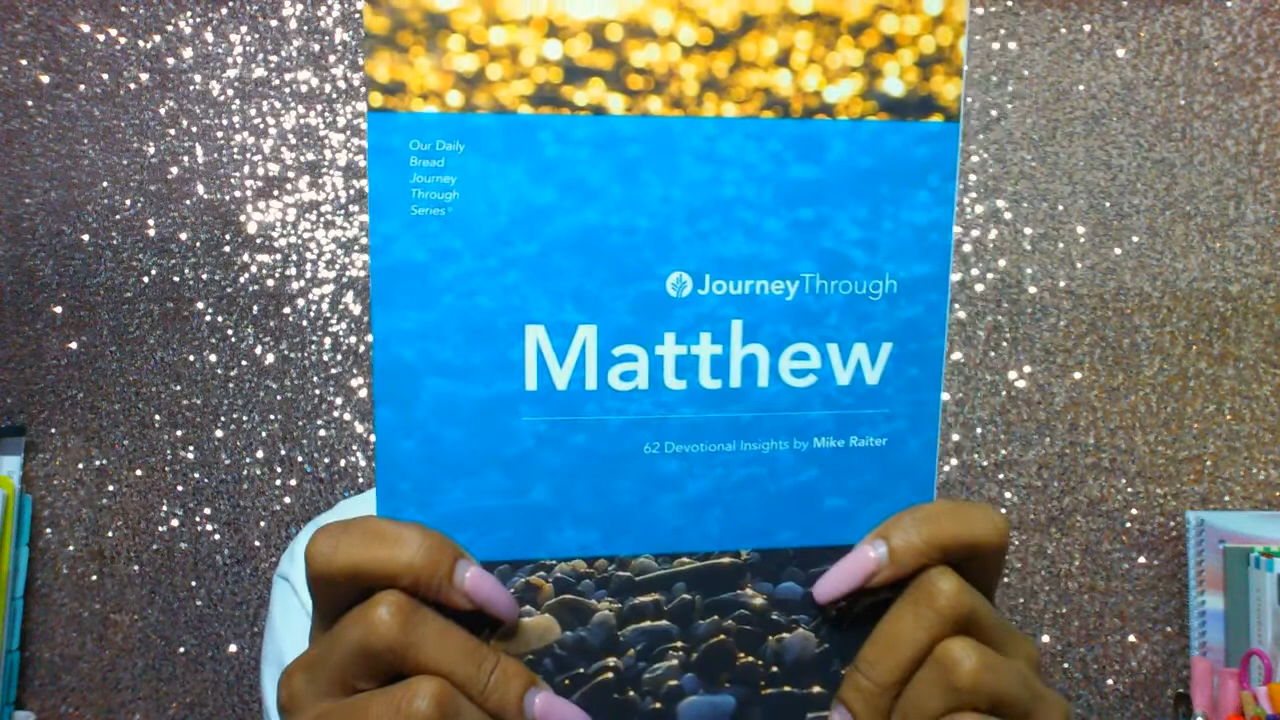 Our Daily
Bread
Journey
Through
Series®
JourneyThrough
Matthew
62 Devotional Insights by Mike Raiter